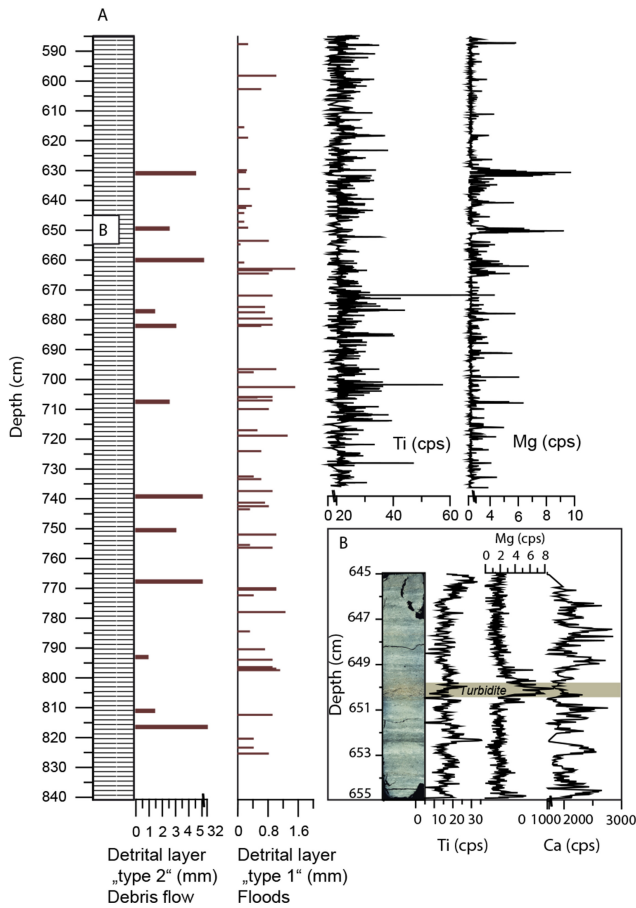 A
590
600
610
620
630
640
650
660
670
680
690
700
710
720
730
740
750
760
770
780
790
800
810
820
830
840
Depth (cm)
B
0 1 2 3 4 5 32
Detrital layer
„type 2“ (mm)
Debris flow
0 0.8 1.6
Detrital layer
„type 1“ (mm)
Floods
Ti (cps)
0 20 40 60
Mg (cps)
0 4 6 8 10
B
Mg (cps)
0 2 3 4 6 8
645
647
649
651
653
655
Depth (cm)
Turbidite
0 10 20 30
Ti (cps)
0 1000 2000 3000
Ca (cps)